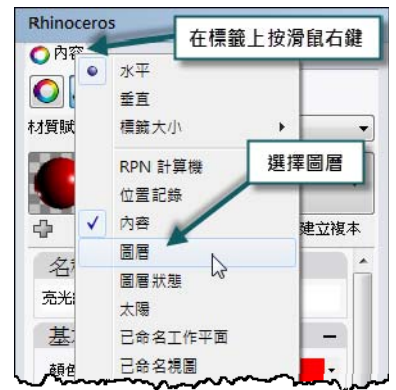 Rhinoceros
在標籤上按滑鼠右鍵
內容
水平
垂直
標籤大小
材質賦
RPN 計算機
選擇圖層
位置記錄
內容
建立複本
圖層
圖層狀態
亮光
太陽
已命名工作平面
基
已命名視圖
顏色